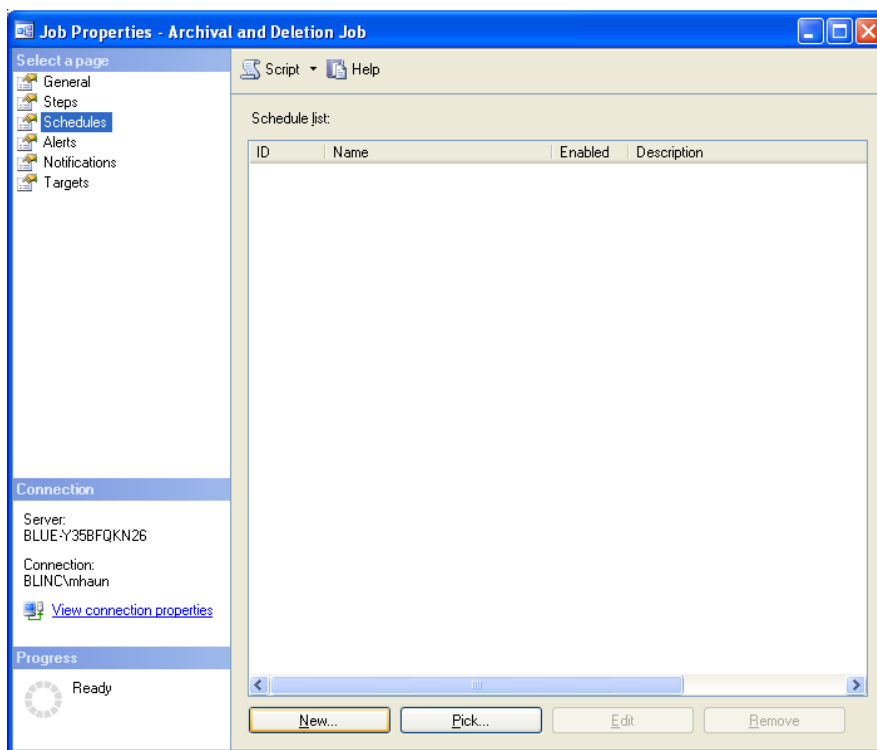 Job Properties - Archival and Deletion Job
Select a page
General
Steps
Schedules
Alerts
Notifications
Targets
Script Help
Schedule list:
ID Name Enabled Description
Connection
Server:
BLUE-Y35BFQKN26
Connection:
BLINC\mhaun
View connection properties
Progress
Ready
New... Pick... Edit Remove